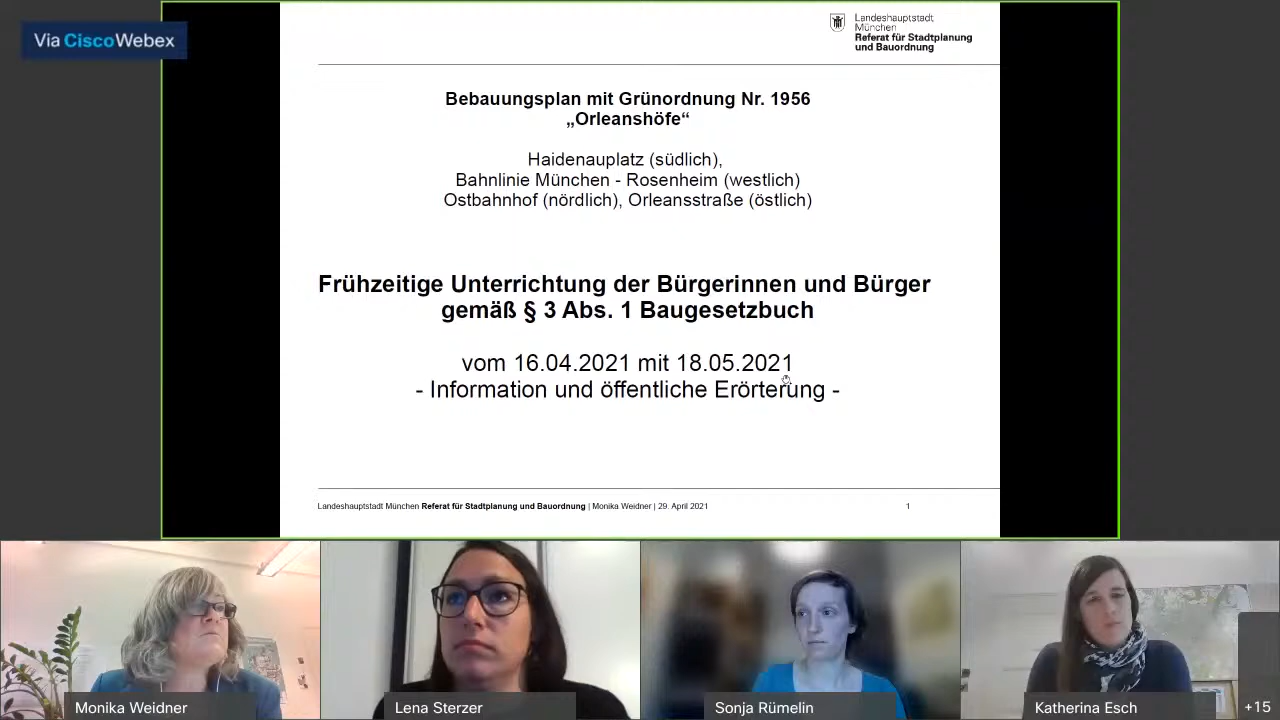 Via Cisco Webex
Landeshauptstadt
München
Referat für Stadtplanung
und Bauordnung
Bebauungsplan mit Grünordnung Nr. 1956
„Orleanshöfe“
Haidenauplatz (südlich),
Bahnlinie München - Rosenheim (westlich)
Ostbahnhof (nördlich), Orleansstraße (östlich)
Frühzeitige Unterrichtung der Bürgerinnen und Bürger
gemäß § 3 Abs. 1 Baugesetzbuch
vom 16.04.2021 mit 18.05.2021
- Information und öffentliche Erörterung -
Landeshauptstadt München Referat für Stadtplanung und Bauordnung | Monika Weidner | 29. April 2021 1
Monika Weidner
Lena Sterzer
Sonja Rümelin
Katherina Esch
+15